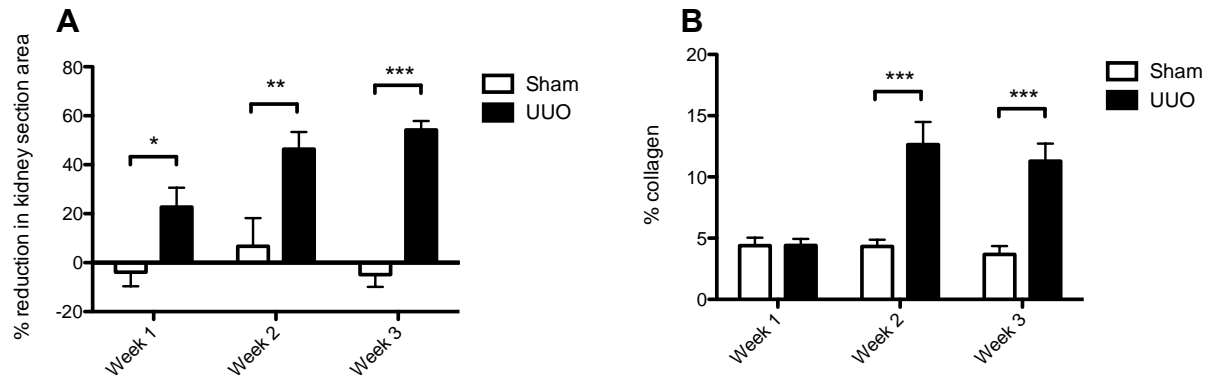 A
% reduction in kidney section area
80
60
40
20
0
-20
*
**
***
Week 1
Week 2
Week 3
Sham
UUO
B
% collagen
20
15
10
5
0
***
***
Week 1
Week 2
Week 3
Sham
UUO